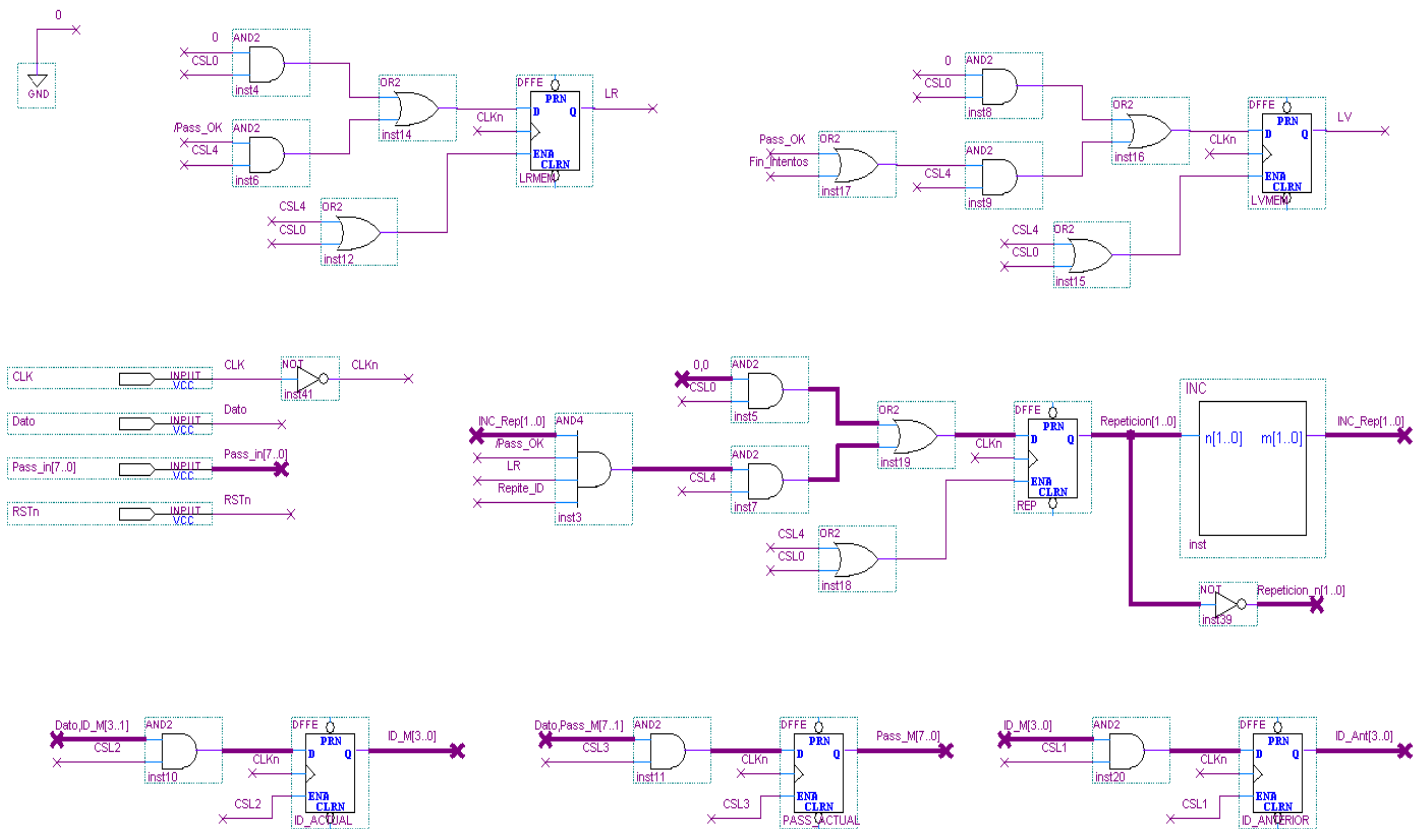 0
GND
0
CSL0
AND2
inst4
/Pass_OK
CSL4
AND2
inst6
OR2
inst14
CSL4
CSL0
OR2
inst12
DFFE
PRN
D
Q
CLKn
ENA
CLRN
LRMEM
LR
0
CSL0
AND2
inst8
Pass_OK
Fin_Intentos
OR2
inst17
AND2
CSL4
inst9
OR2
inst16
CSL4
CSL0
OR2
inst15
DFFE
PRN
D
Q
CLKn
ENA
CLRN
LVMEM
LV
CLK
INPUT
VCC
CLK
NOT
inst41
CLKn
Dato
INPUT
VCC
Dato
Pass_in[7..0]
INPUT
VCC
Pass_in[7..0]
RSTn
INPUT
VCC
RSTn
INC_Rep[1..0]
/Pass_OK
LR
Repite_ID
AND4
inst3
0,0
CSL0
AND2
inst5
AND2
CSL4
inst7
OR2
inst19
CSL4
CSL0
OR2
inst18
DFFE
PRN
D
Q
CLKn
ENA
CLRN
REP
Repeticion[1..0]
INC
n[1..0]
m[1..0]
inst
INC_Rep[1..0]
NOT
inst39
Repeticion_n[1..0]
Dato,ID_M[3..1]
CSL2
AND2
inst10
DFFE
PRN
D
Q
CLKn
CSL2
ENA
CLRN
ID_ACTUAL
ID_M[3..0]
Dato,Pass_M[7..1]
CSL3
AND2
inst11
DFFE
PRN
D
Q
CLKn
CSL3
ENA
CLRN
PASS_ACTUAL
Pass_M[7..0]
ID_M[3..0]
CSL1
AND2
inst20
DFFE
PRN
D
Q
CLKn
CSL1
ENA
CLRN
ID_ANTERIOR
ID_Ant[3..0]